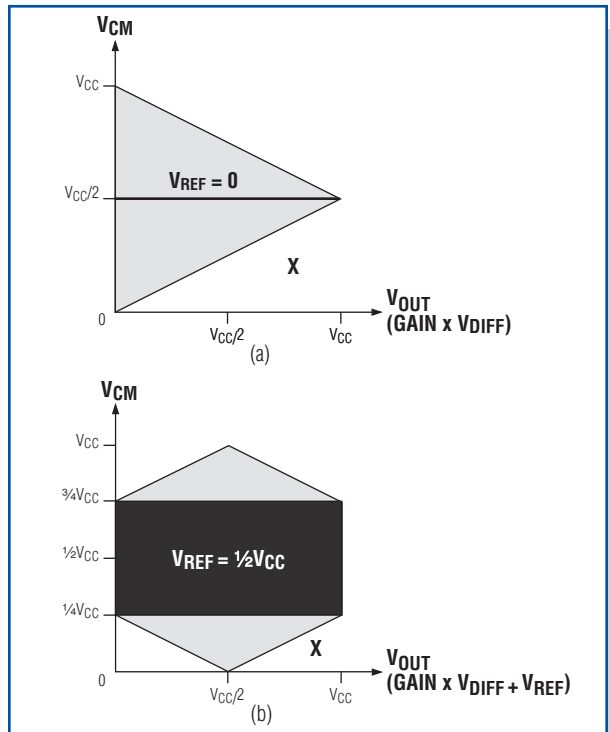 VCM
VCC
VREF = 0
VCC/2
X
0
VOUT
(GAIN x VDIFF)
VCC/2
VCC
(a)
VCM
VCC
¾VCC
½VCC
VREF = ½VCC
¼VCC
X
0
VOUT
(GAIN x VDIFF + VREF)
VCC/2
VCC
(b)